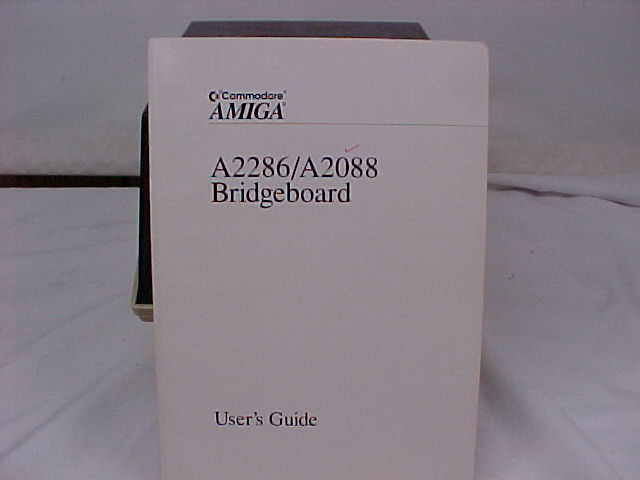 Commodore®
AMIGA®
A2286/A2088
Bridgeboard
User's Guide